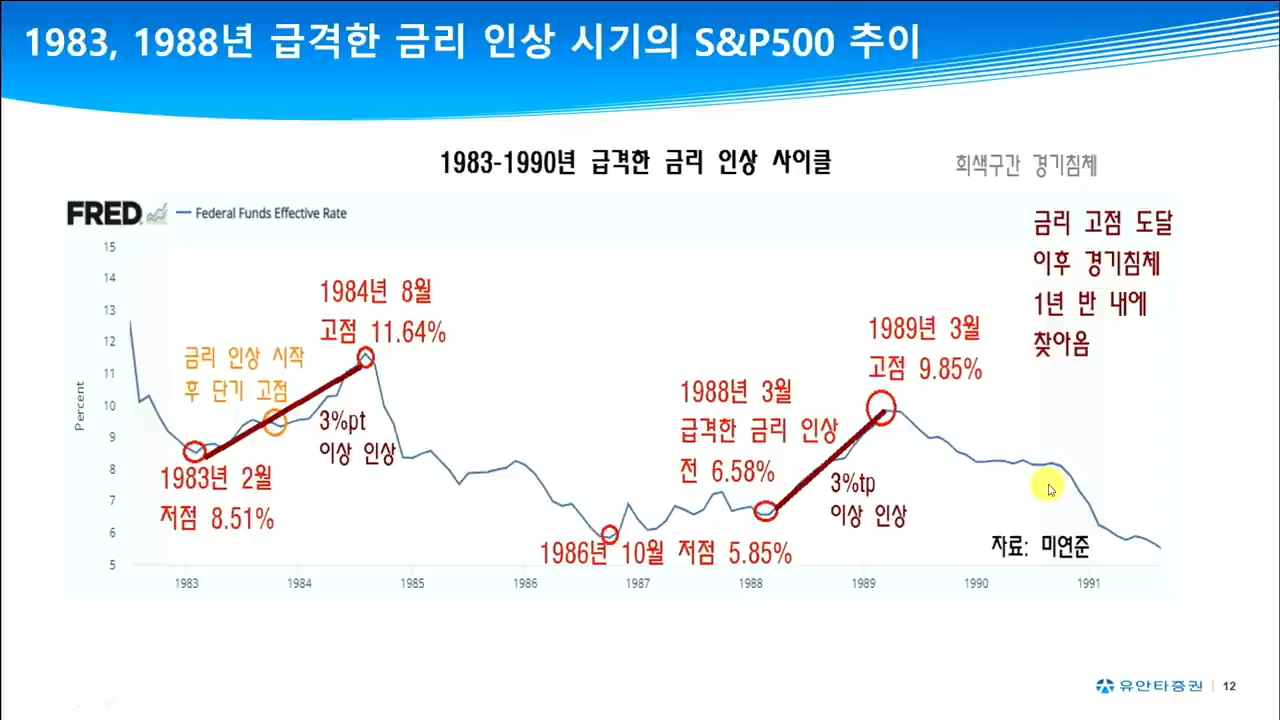 1983, 1988년 급격한 금리 인상 시기의 S&P500 추이
1983-1990년 급격한 금리 인상 사이클
회색구간 경기침체
FRED
Federal Funds Effective Rate
금리 고점 도달
이후 경기침체
1년 반 내에
찾아옴
15
14
13
12
11
10
9
8
7
6
5
Percent
1984년 8월
고점 11.64%
금리 인상 시작
후 단기 고점
3%pt
이상 인상
1983년 2월
저점 8.51%
1986년 10월 저점 5.85%
1988년 3월
급격한 금리 인상
전 6.58%
1989년 3월
고점 9.85%
3%tp
이상 인상
자료: 미연준
1983 1984 1985 1986 1987 1988 1989 1990 1991
유안타증권 12